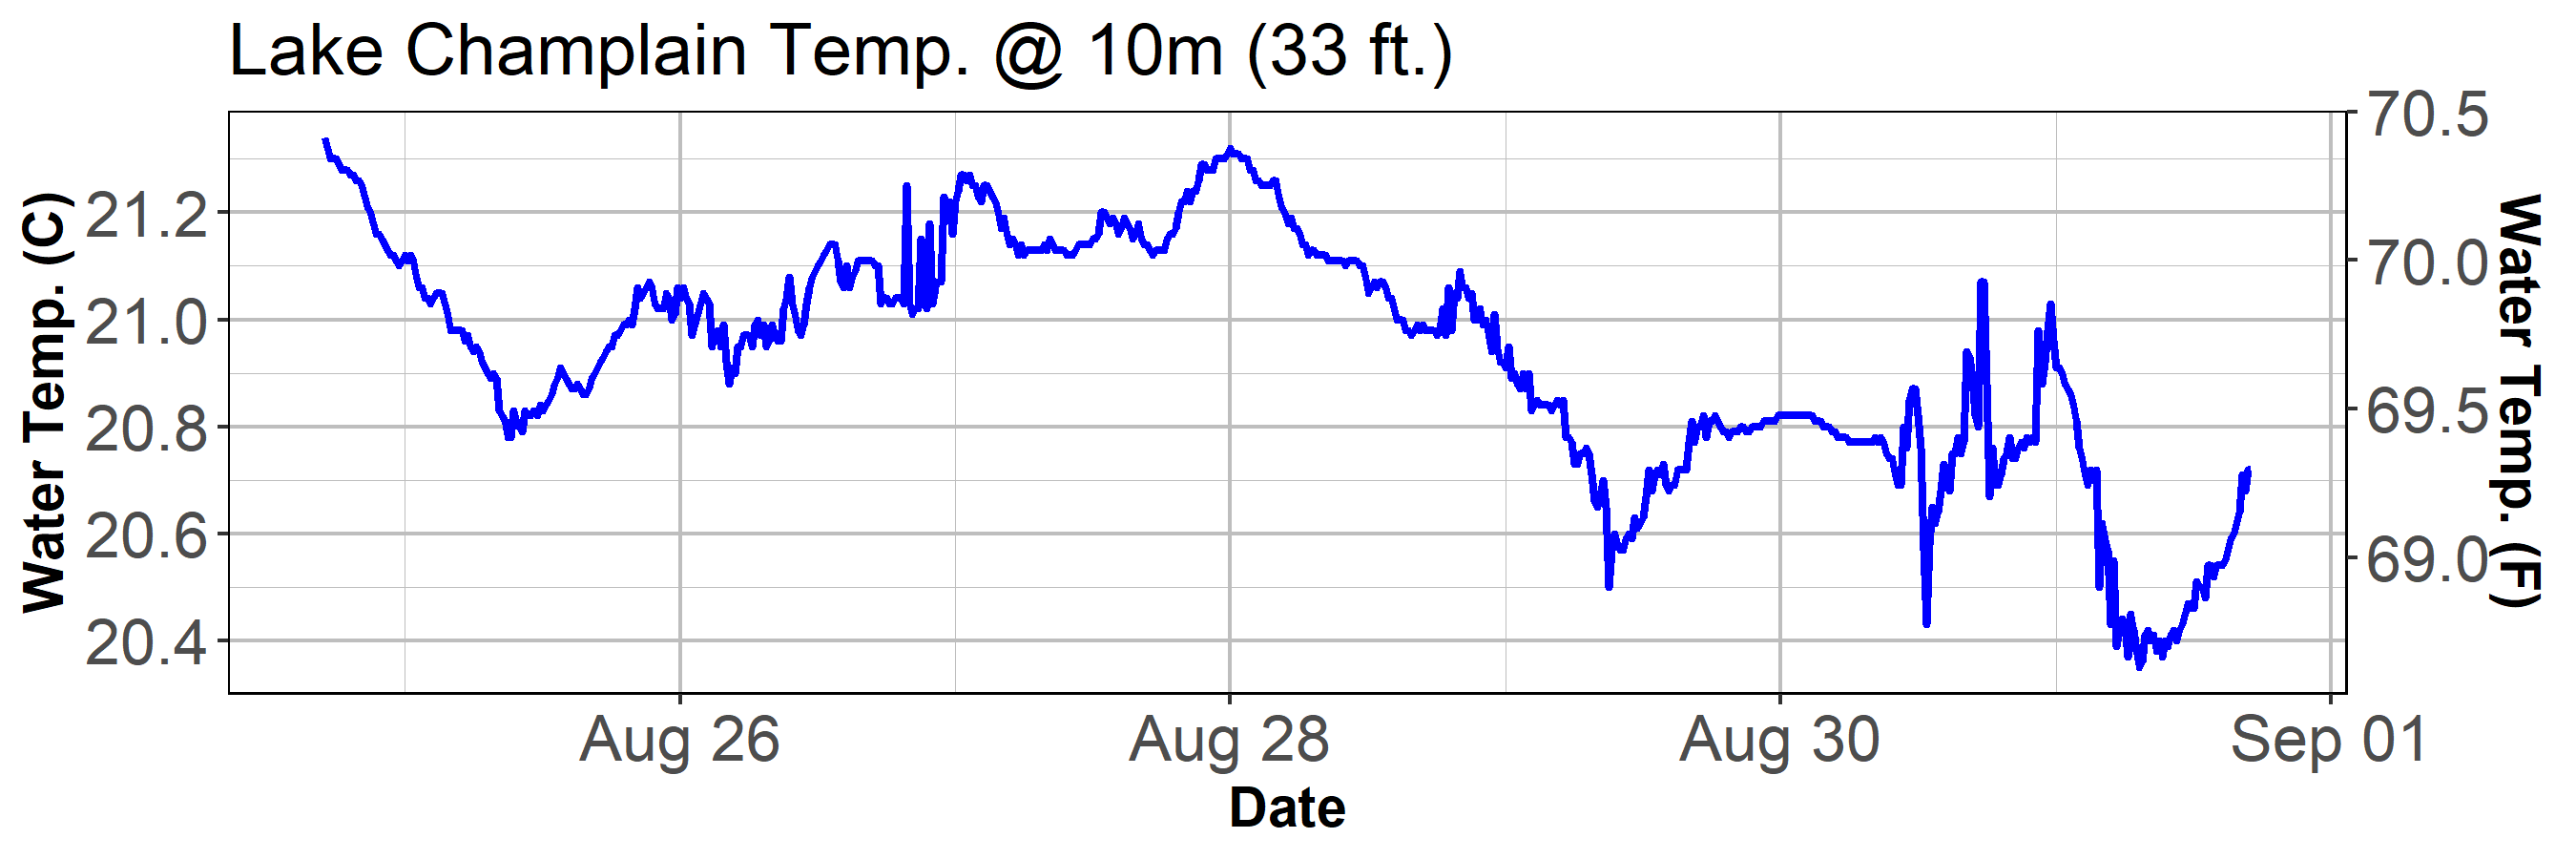 Lake Champlain Temp. @ 10m (33 ft.)
Water Temp. (C)
21.2
21.0
20.8
20.6
20.4
70.5
70.0
69.5
69.0
Water Temp. (F)
Aug 26
Aug 28
Aug 30
Sep 01
Date